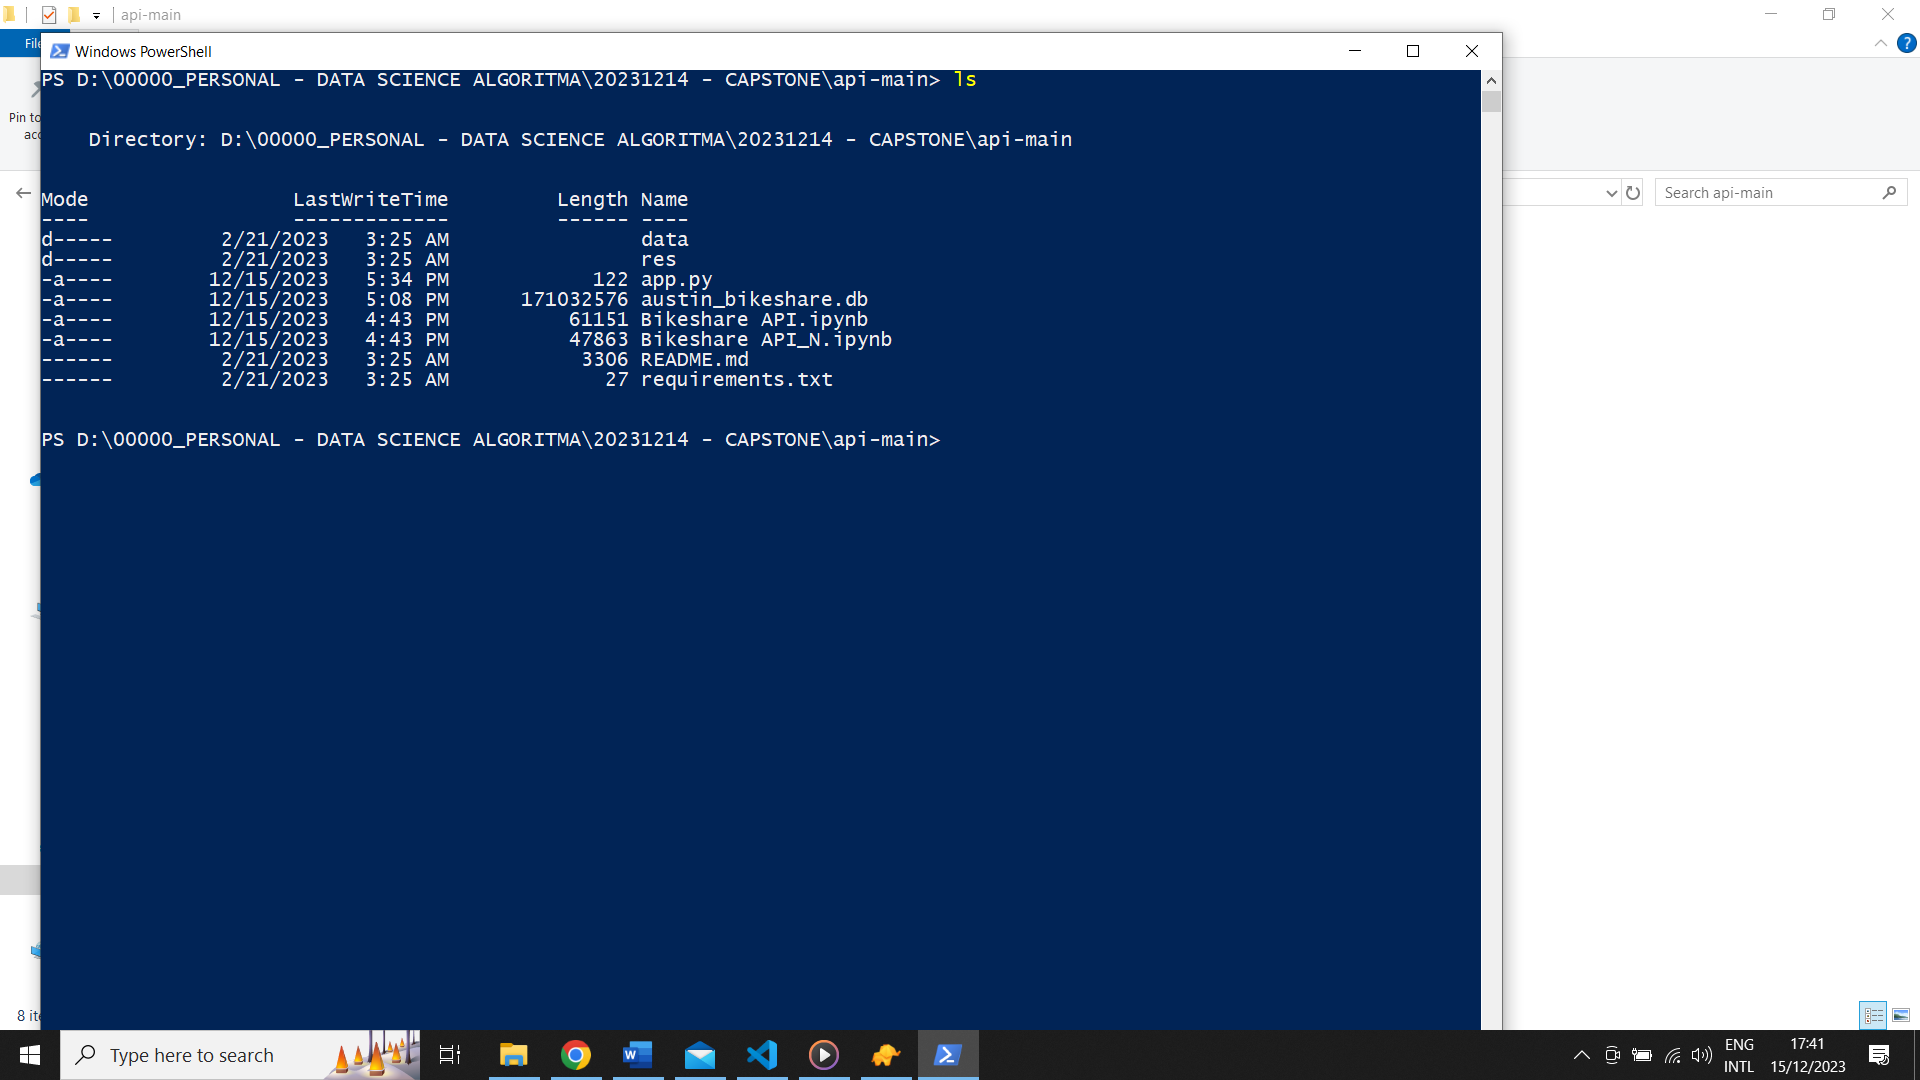 api-main
File
Windows PowerShell
Pin to
acc
PS D:\00000_PERSONAL - DATA SCIENCE ALGORITMA\20231214 - CAPSTONE\api-main> ls
Directory: D:\00000_PERSONAL - DATA SCIENCE ALGORITMA\20231214 - CAPSTONE\api-main
Search api-main
Mode LastWriteTime Length Name
---- ------------- ------ ----
d----- 2/21/2023 3:25 AM data
d----- 2/21/2023 3:25 AM res
-a---- 12/15/2023 5:34 PM 122 app.py
-a---- 12/15/2023 5:08 PM 171032576 austin_bikeshare.db
-a---- 12/15/2023 4:43 PM 61151 Bikeshare API.ipynb
-a---- 12/15/2023 4:43 PM 47863 Bikeshare API_N.ipynb
------ 2/21/2023 3:25 AM 3306 README.md
------ 2/21/2023 3:25 AM 27 requirements.txt
PS D:\00000_PERSONAL - DATA SCIENCE ALGORITMA\20231214 - CAPSTONE\api-main>
8 ite
Type here to search
ENG
INTL
17:41
15/12/2023